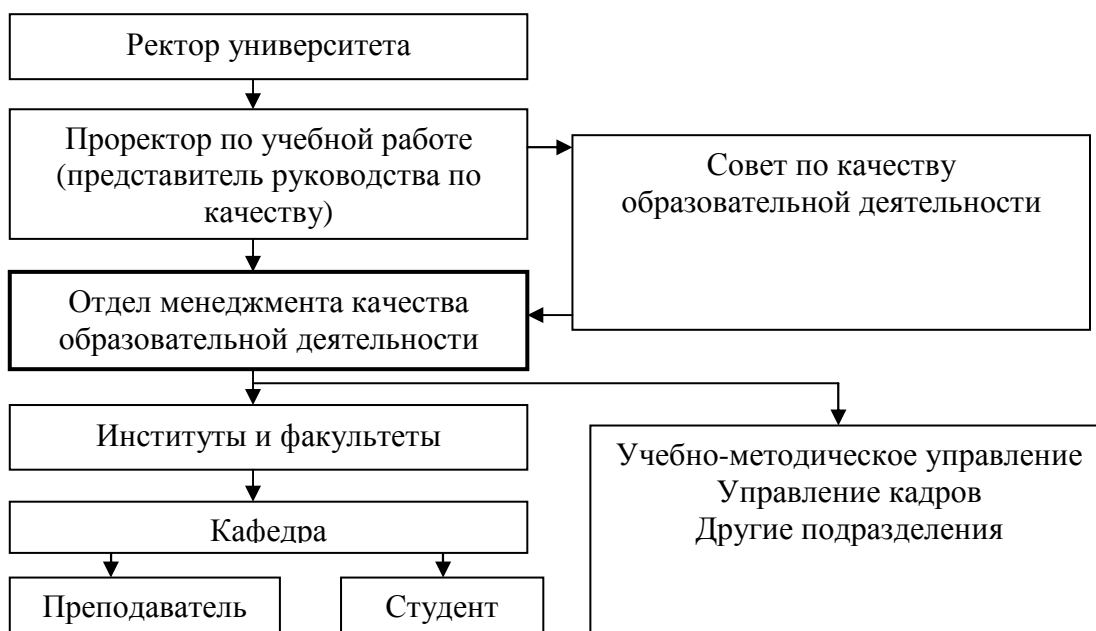 Ректор университета
Проректор по учебной работе
(представитель руководства по
качеству)
Совет по качеству
образовательной деятельности
Отдел менеджмента качества
образовательной деятельности
Институты и факультеты
Учебно-методическое управление
Управление кадров
Другие подразделения
Кафедра
Преподаватель
Студент